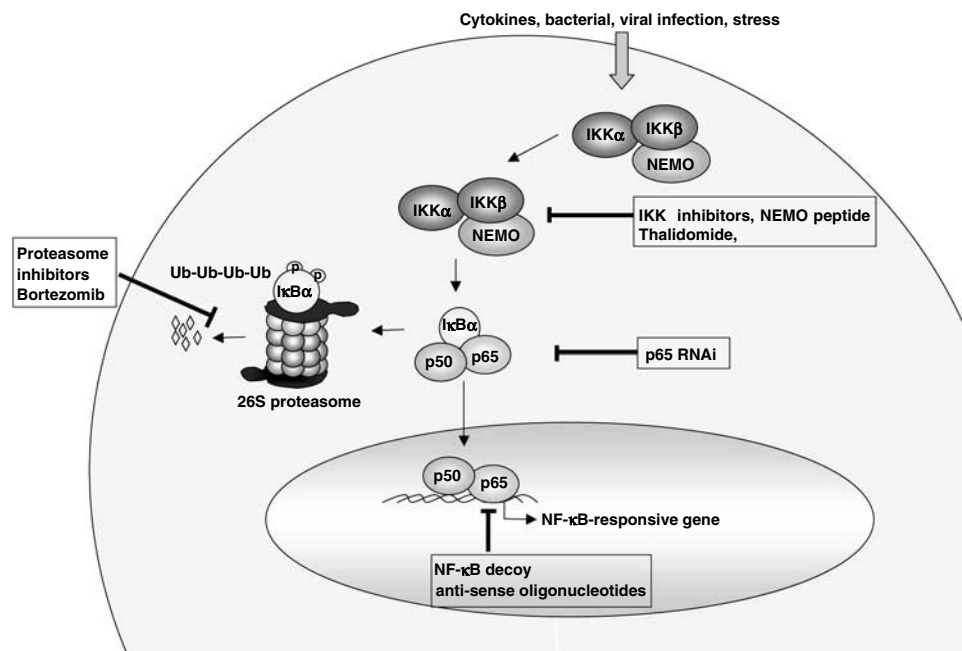 Cytokines, bacterial, viral infection, stress
IKKα
IKKβ
NEMO
IKKα
IKKβ
NEMO
IKK inhibitors, NEMO peptide
Thalidomide,
Proteasome
inhibitors
Bortezomib
Ub-Ub-Ub-Ub
p
p
IκBα
26S proteasome
IκBα
p50
p65
p65 RNAi
p50
p65
NF-κB-responsive gene
NF-κB decoy
anti-sense oligonucleotides